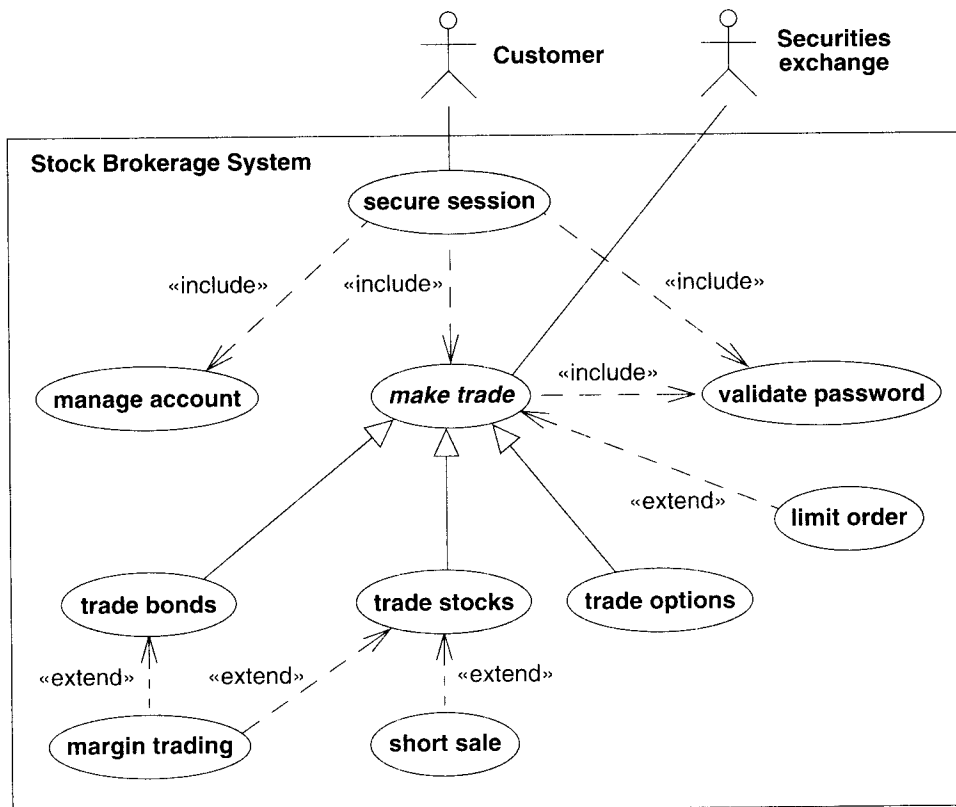 Customer
Securities
exchange
Stock Brokerage System
secure session
«include»
«include»
«include»
manage account
make trade
«include»
validate password
«extend»
limit order
trade bonds
trade stocks
trade options
«extend»
«extend»
«extend»
margin trading
short sale